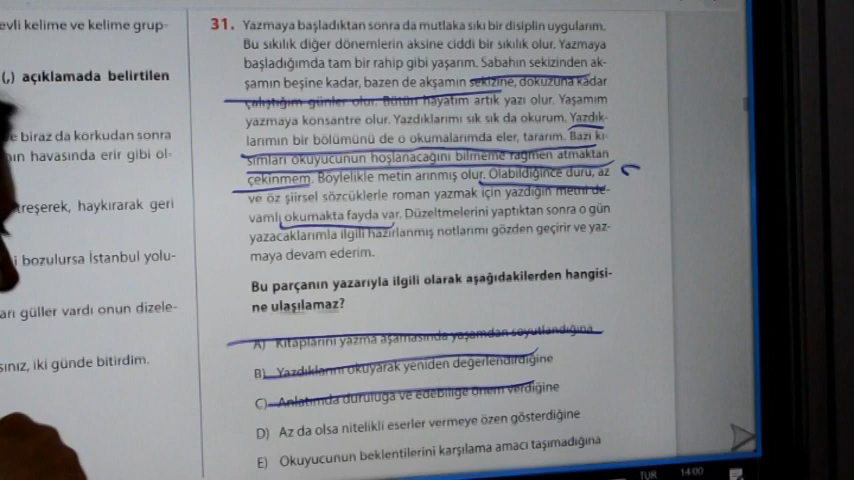 evli kelime ve kelime grup-
(,) açıklamada belirtilen
e biraz da korkudan sonra
ın havasında erir gibi ol-
treşerek, haykırarak geri
i bozulursa İstanbul yolu-
arı güller vardı onun dizele-
sınız, iki günde bitirdim.
31. Yazmaya başladıktan sonra da mutlaka sıkı bir disiplin uygularım.
Bu sıkılık diğer dönemlerin aksine ciddi bir sıkılık olur. Yazmaya
başladığımda tam bir rahip gibi yaşarım. Sabahın sekizinden ak-
şamın beşine kadar, bazen de akşamın sekizine, dokuzuna kadar
çalıştığım günler olur. Bütün hayatım artık yazı olur. Yaşamım
yazmaya konsantre olur. Yazdıklarımı sık sık da okurum. Yazdık-
larımın bir bölümünü de o okumalarımda eler, tararım. Bazı kı-
sımları okuyucunun hoşlanacağını bilmeme rağmen atmaktan
çekinmem. Böylelikle metin arınmış olur. Olabildiğince duru, az
ve öz şiirsel sözcüklerle roman yazmak için yazdığın metni de-
vamlı okumakta fayda var. Düzeltmelerini yaptıktan sonra o gün
yazacaklarımla ilgili hazırlanmış notlarımı gözden geçirir ve yaz-
maya devam ederim.
Bu parçanın yazarıyla ilgili olarak aşağıdakilerden hangisi-
ne ulaşılamaz?
A) Kitaplarını yazma aşamasında yaşamdan soyutlandığına
B) Yazdıklarını okuyarak yeniden değerlendirdiğine
C) Anlatımda duruluğa ve edebîliğe önem verdiğine
D) Az da olsa nitelikli eserler vermeye özen gösterdiğine
E) Okuyucunun beklentilerini karşılama amacı taşımadığına
TUR 14:00